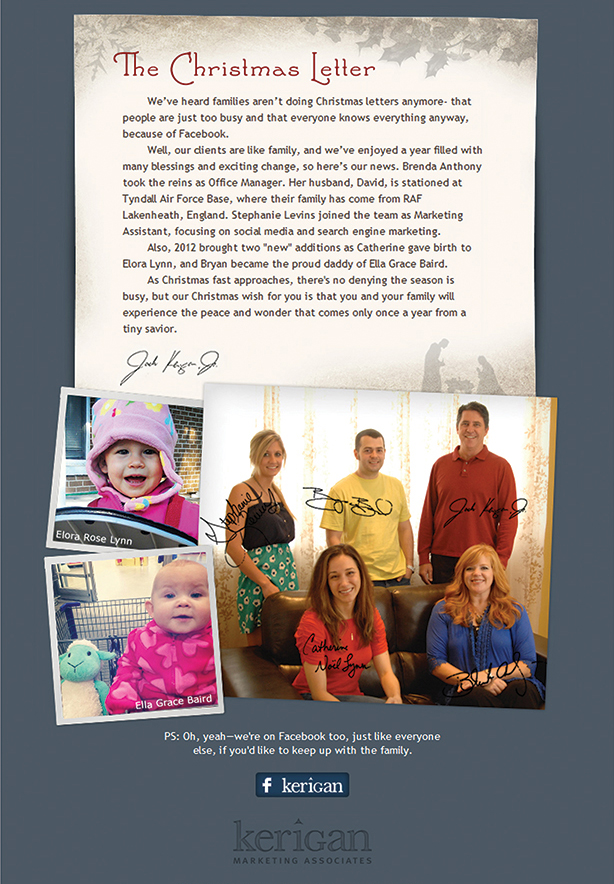 The Christmas Letter
We've heard families aren't doing Christmas letters anymore- that
people are just too busy and that everyone knows everything anyway,
because of Facebook.
Well, our clients are like family, and we've enjoyed a year filled with
many blessings and exciting change, so here's our news. Brenda Anthony
took the reins as Office Manager. Her husband, David, is stationed at
Tyndall Air Force Base, where their family has come from RAF
Lakenheath, England. Stephanie Levins joined the team as Marketing
Assistant, focusing on social media and search engine marketing.
Also, 2012 brought two "new" additions as Catherine gave birth to
Elora Lynn, and Bryan became the proud daddy of Ella Grace Baird.
As Christmas fast approaches, there's no denying the season is
busy, but our Christmas wish for you is that you and your family will
experience the peace and wonder that comes only once a year from a
tiny savior.
Jack Kerigan, Jr.
Elora Rose Lynn
Ella Grace Baird
Stephanie
Levins
Jack Kerigan Jr.
Catherine
Noël Lynn
PS: Oh, yeah—we're on Facebook too, just like everyone
else, if you'd like to keep up with the family.
f kerigan
kerigan
MARKETING ASSOCIATES